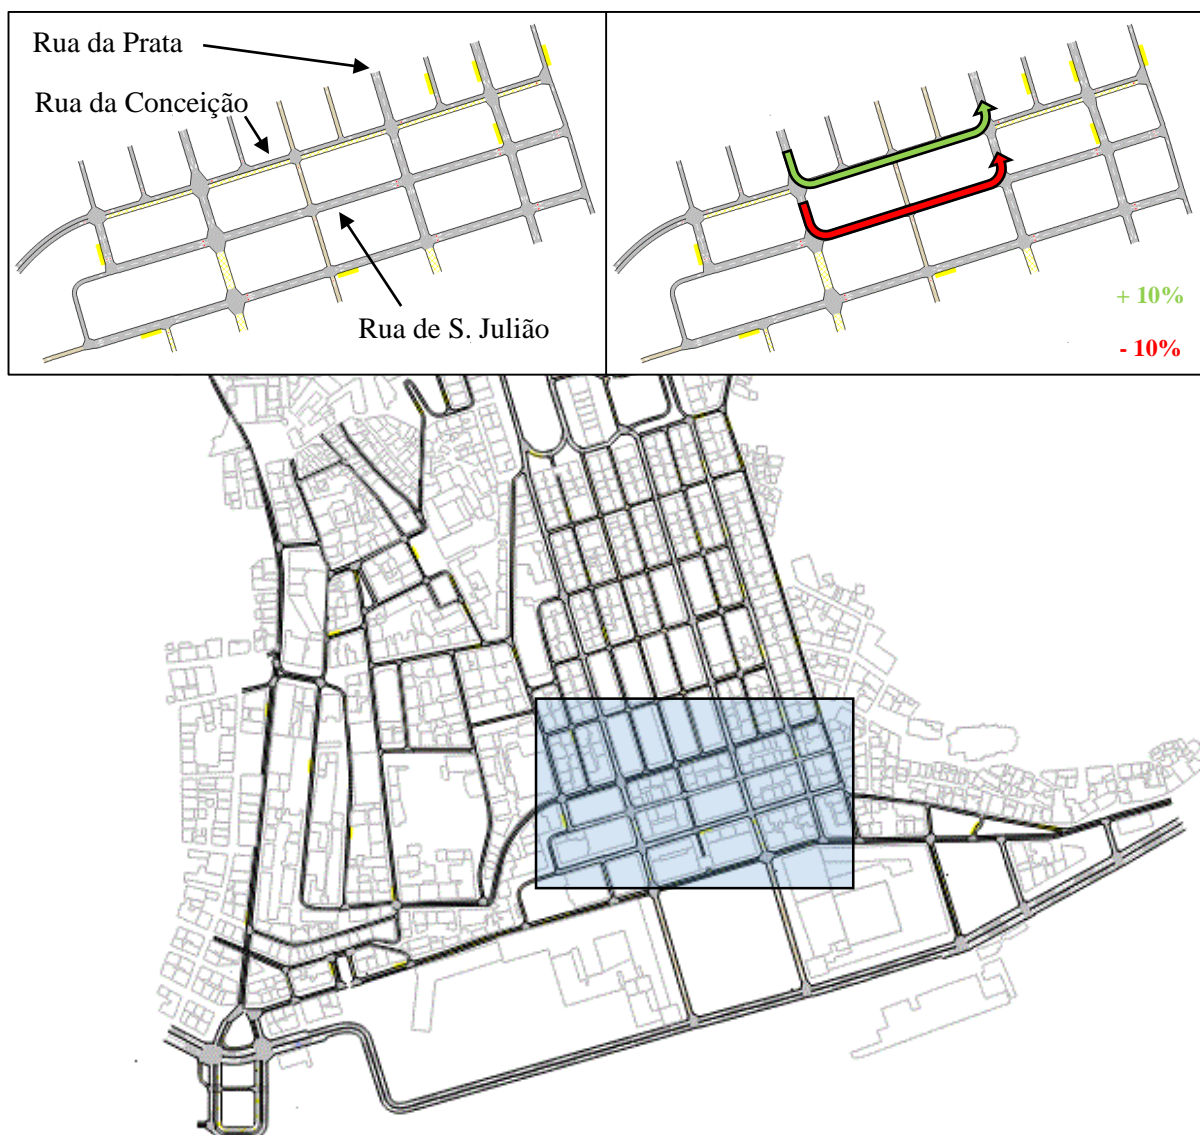 Rua da Prata
Rua da Conceição
Rua de S. Julião
+ 10%
- 10%